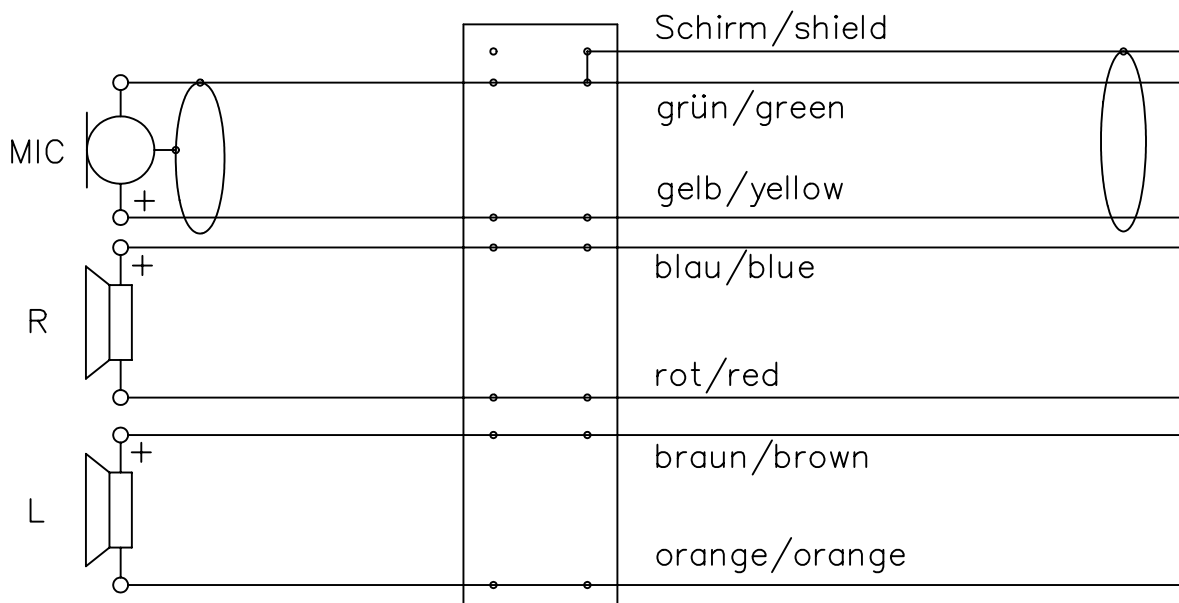 Schirm/shield
grün/green
MIC
+
gelb/yellow
+
blau/blue
R
rot/red
+
braun/brown
L
orange/orange